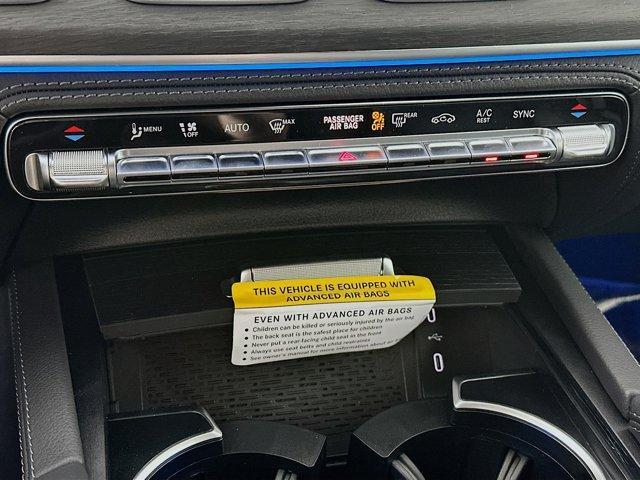 MENU
OFF
AUTO
MAX
PASSENGER
AIR BAG
OFF
REAR
A/C
REST
SYNC
THIS VEHICLE IS EQUIPPED WITH
ADVANCED AIR BAGS
EVEN WITH ADVANCED AIR BAGS
• Children can be killed or seriously injured by the air bag
• The back seat is the safest place for children
• Never put a rear-facing child seat in the front
• Always use seat belts and child restraints
• See owner's manual for more information about air